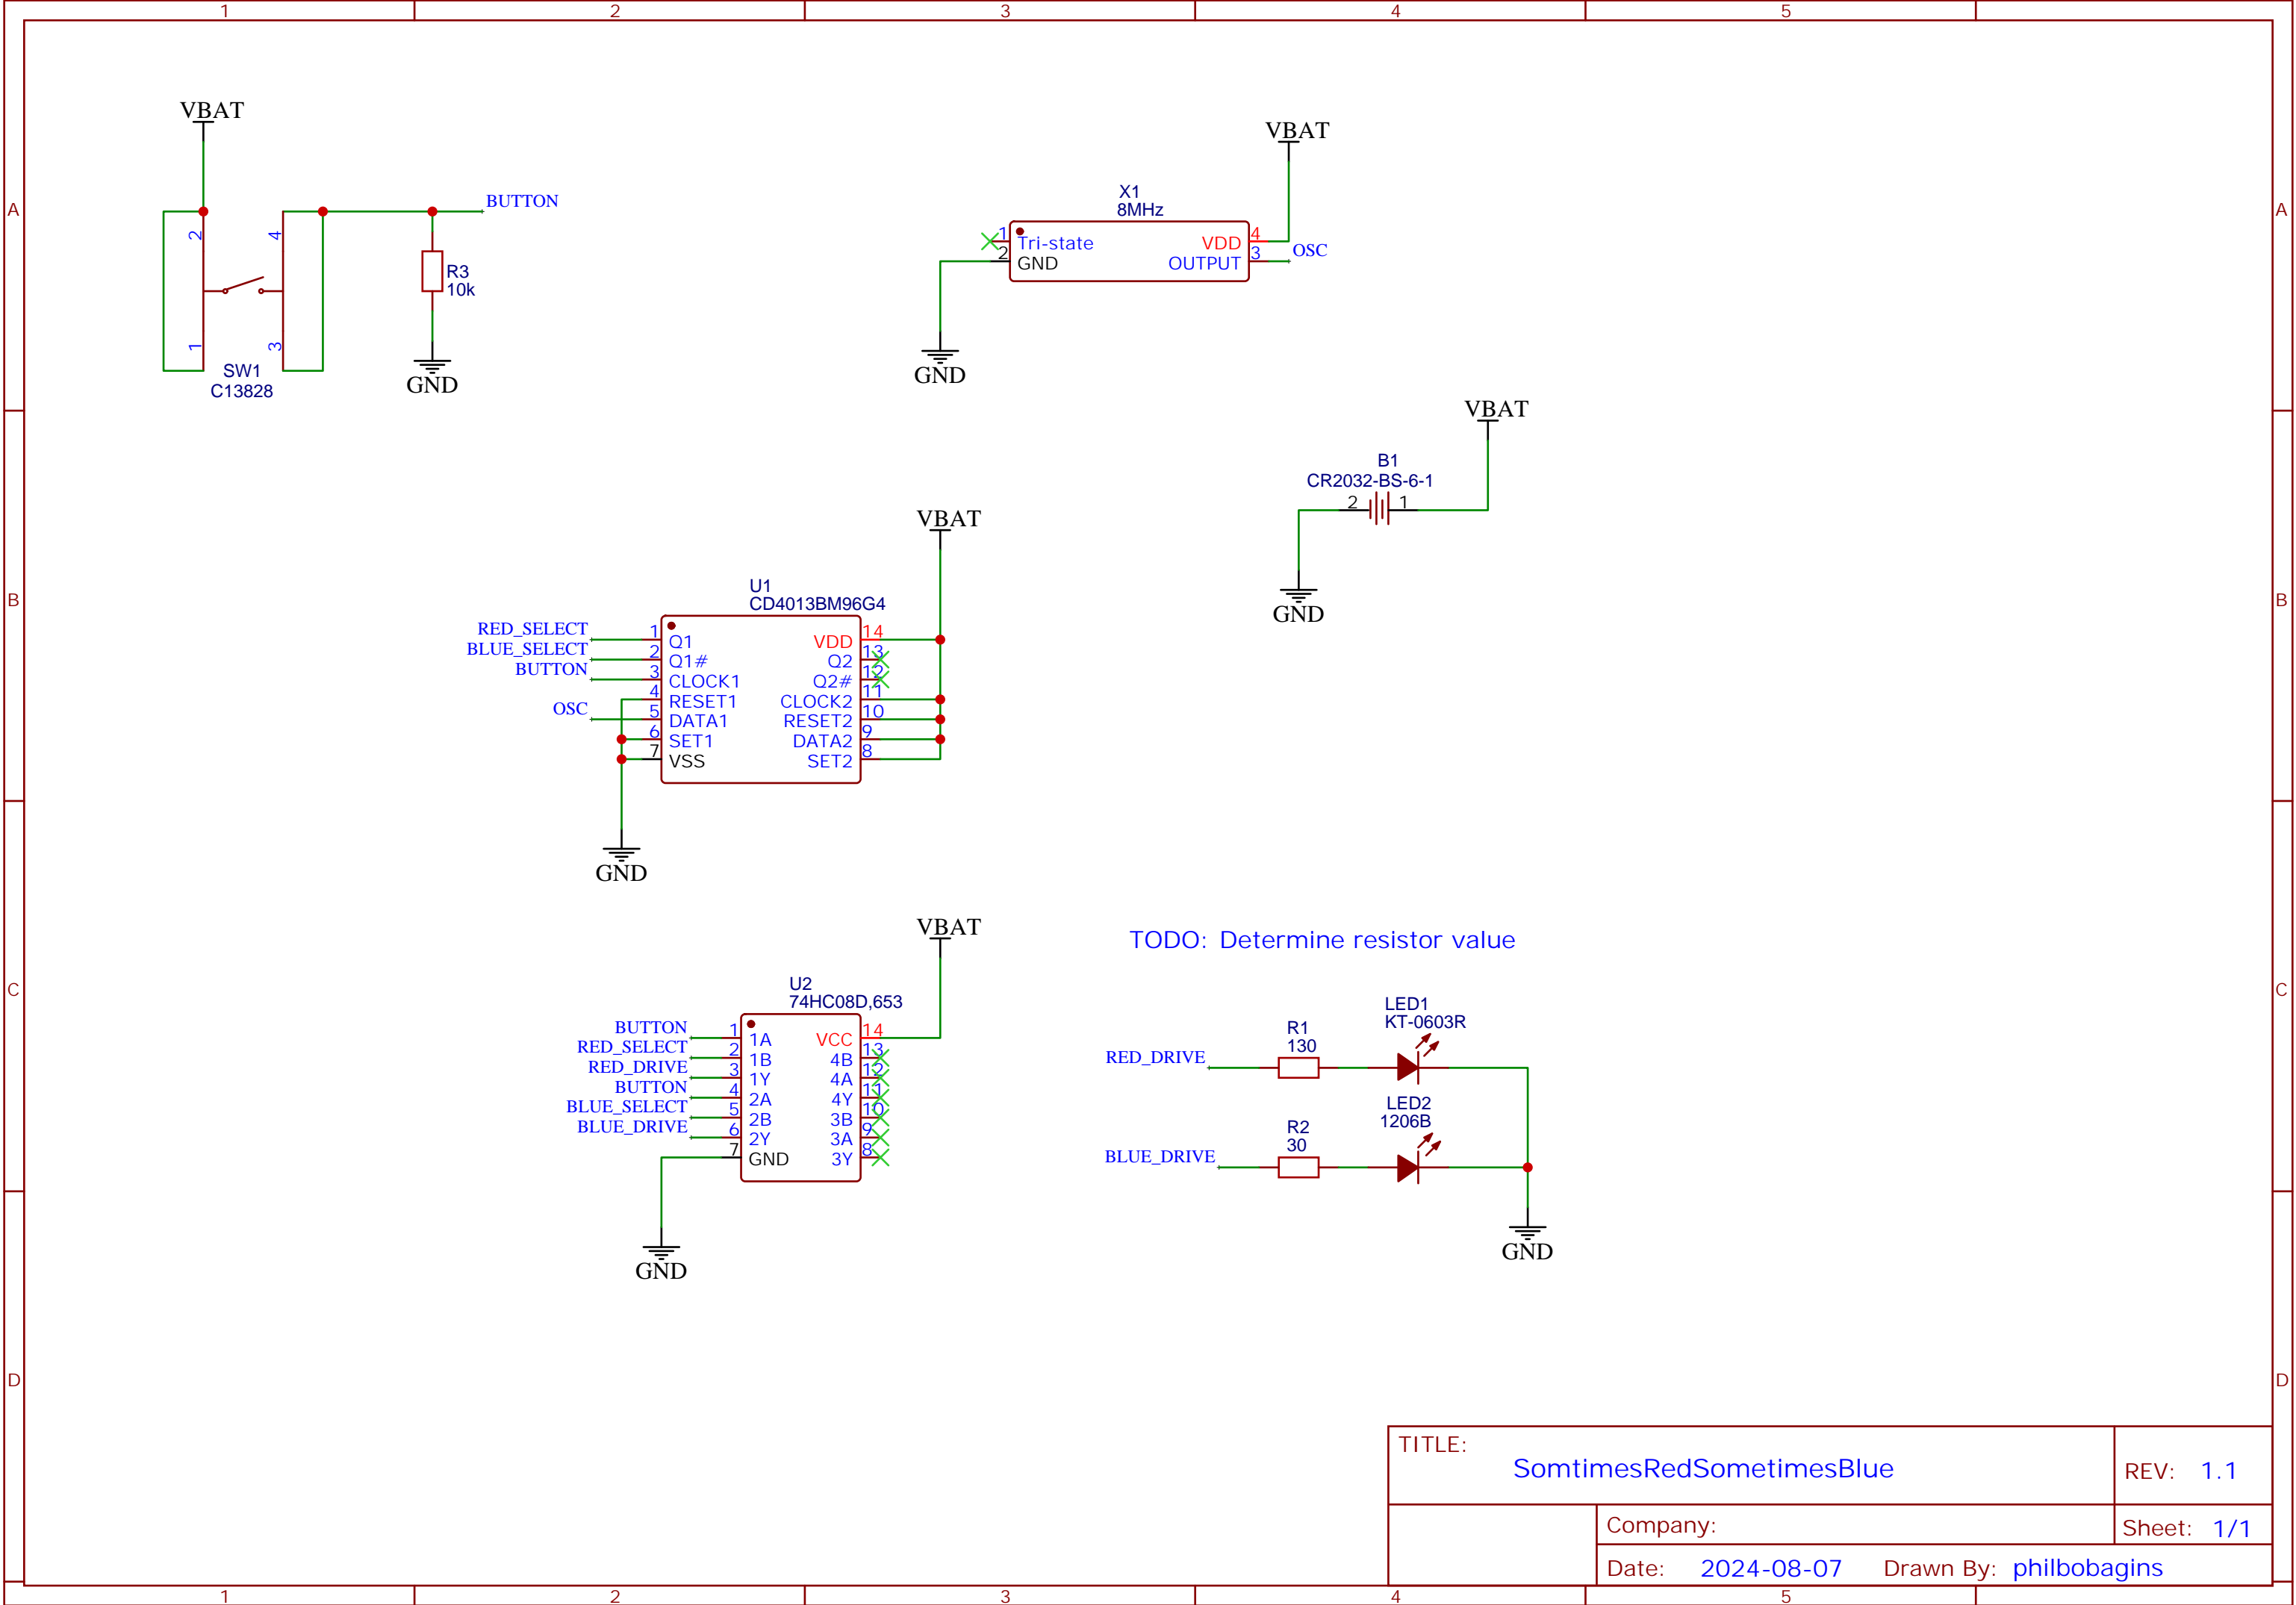 1 2 3 4 5
A A
B B
C C
D D
VBAT
BUTTON
2 4
1 3
SW1
C13828
R3
10k
GND
VBAT
X1
8MHz
1 Tri-state VDD 4
2 GND OUTPUT 3
OSC
GND
VBAT
B1
CR2032-BS-6-1
2 1
GND
VBAT
U1
CD4013BM96G4
RED_SELECT 1 Q1 VDD 14
BLUE_SELECT 2 Q1# Q2 13
BUTTON 3 CLOCK1 Q2# 12
4 RESET1 CLOCK2 11
OSC 5 DATA1 RESET2 10
6 SET1 DATA2 9
7 VSS SET2 8
GND
VBAT
U2
74HC08D,653
BUTTON 1 1A VCC 14
RED_SELECT 2 1B 4B 13
RED_DRIVE 3 1Y 4A 12
BUTTON 4 2A 4Y 11
BLUE_SELECT 5 2B 3B 10
BLUE_DRIVE 6 2Y 3A 9
7 GND 3Y 8
GND
TODO: Determine resistor value
LED1
KT-0603R
R1
130
RED_DRIVE
LED2
1206B
R2
30
BLUE_DRIVE
GND
TITLE:
SomtimesRedSometimesBlue
REV: 1.1
Company:
Sheet: 1/1
Date: 2024-08-07 Drawn By: philbobagins
1 2 3 4 5